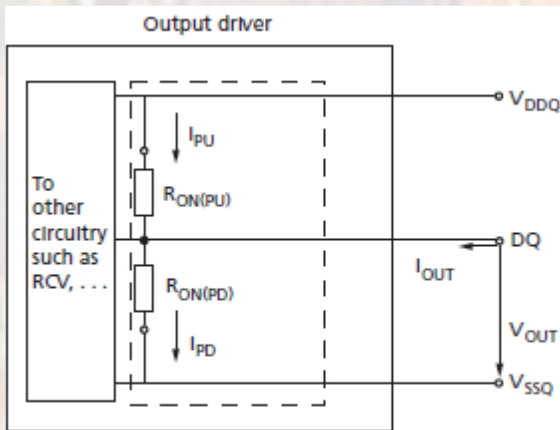 Output driver
V_DDQ
I_PU
To
other
circuitry
such as
RCV, . . .
R_ON(PU)
DQ
I_OUT
R_ON(PD)
I_PD
V_OUT
V_SSQ